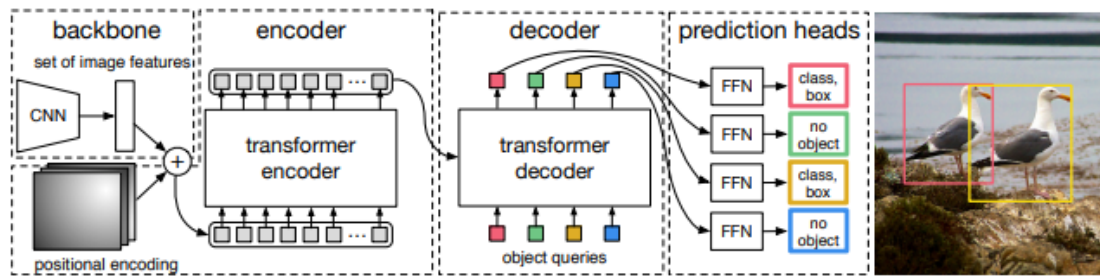 backbone
encoder
decoder
prediction heads
set of image features
CNN
+
positional encoding
...
transformer
encoder
...
transformer
decoder
object queries
FFN
class,
box
FFN
no
object
FFN
class,
box
FFN
no
object